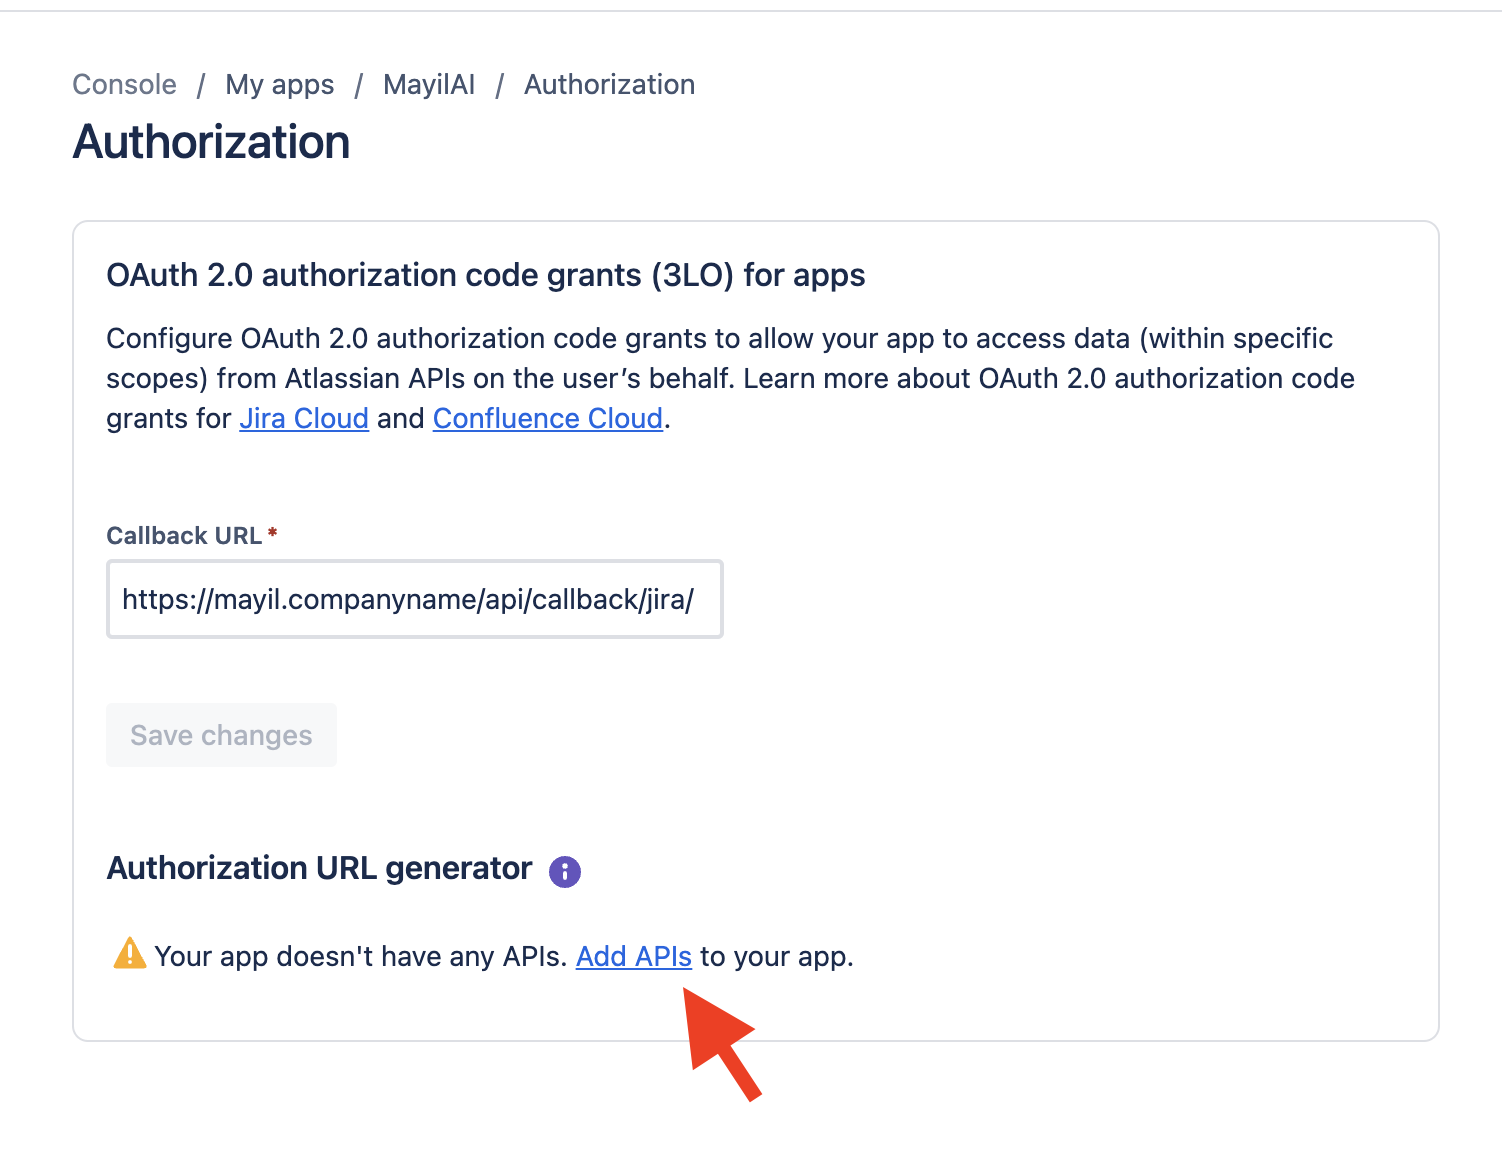 Console / My apps / MayilAI / Authorization
Authorization
OAuth 2.0 authorization code grants (3LO) for apps
Configure OAuth 2.0 authorization code grants to allow your app to access data (within specific
scopes) from Atlassian APIs on the user’s behalf. Learn more about OAuth 2.0 authorization code
grants for Jira Cloud and Confluence Cloud.
Callback URL *
https://mayil.companyname/api/callback/jira/
Save changes
Authorization URL generator
Your app doesn't have any APIs. Add APIs to your app.